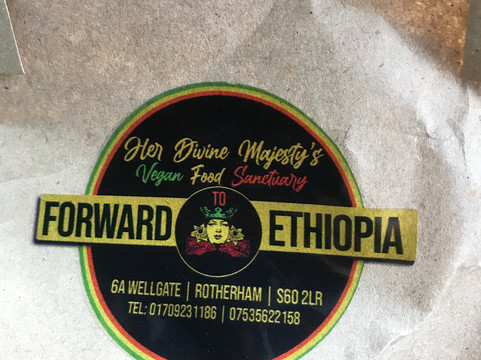 Her Divine Majesty's
Vegan Food Sanctuary
FORWARD TO ETHIOPIA
6A WELLGATE | ROTHERHAM | S60 2LR
TEL: 01709231186 | 07535622158